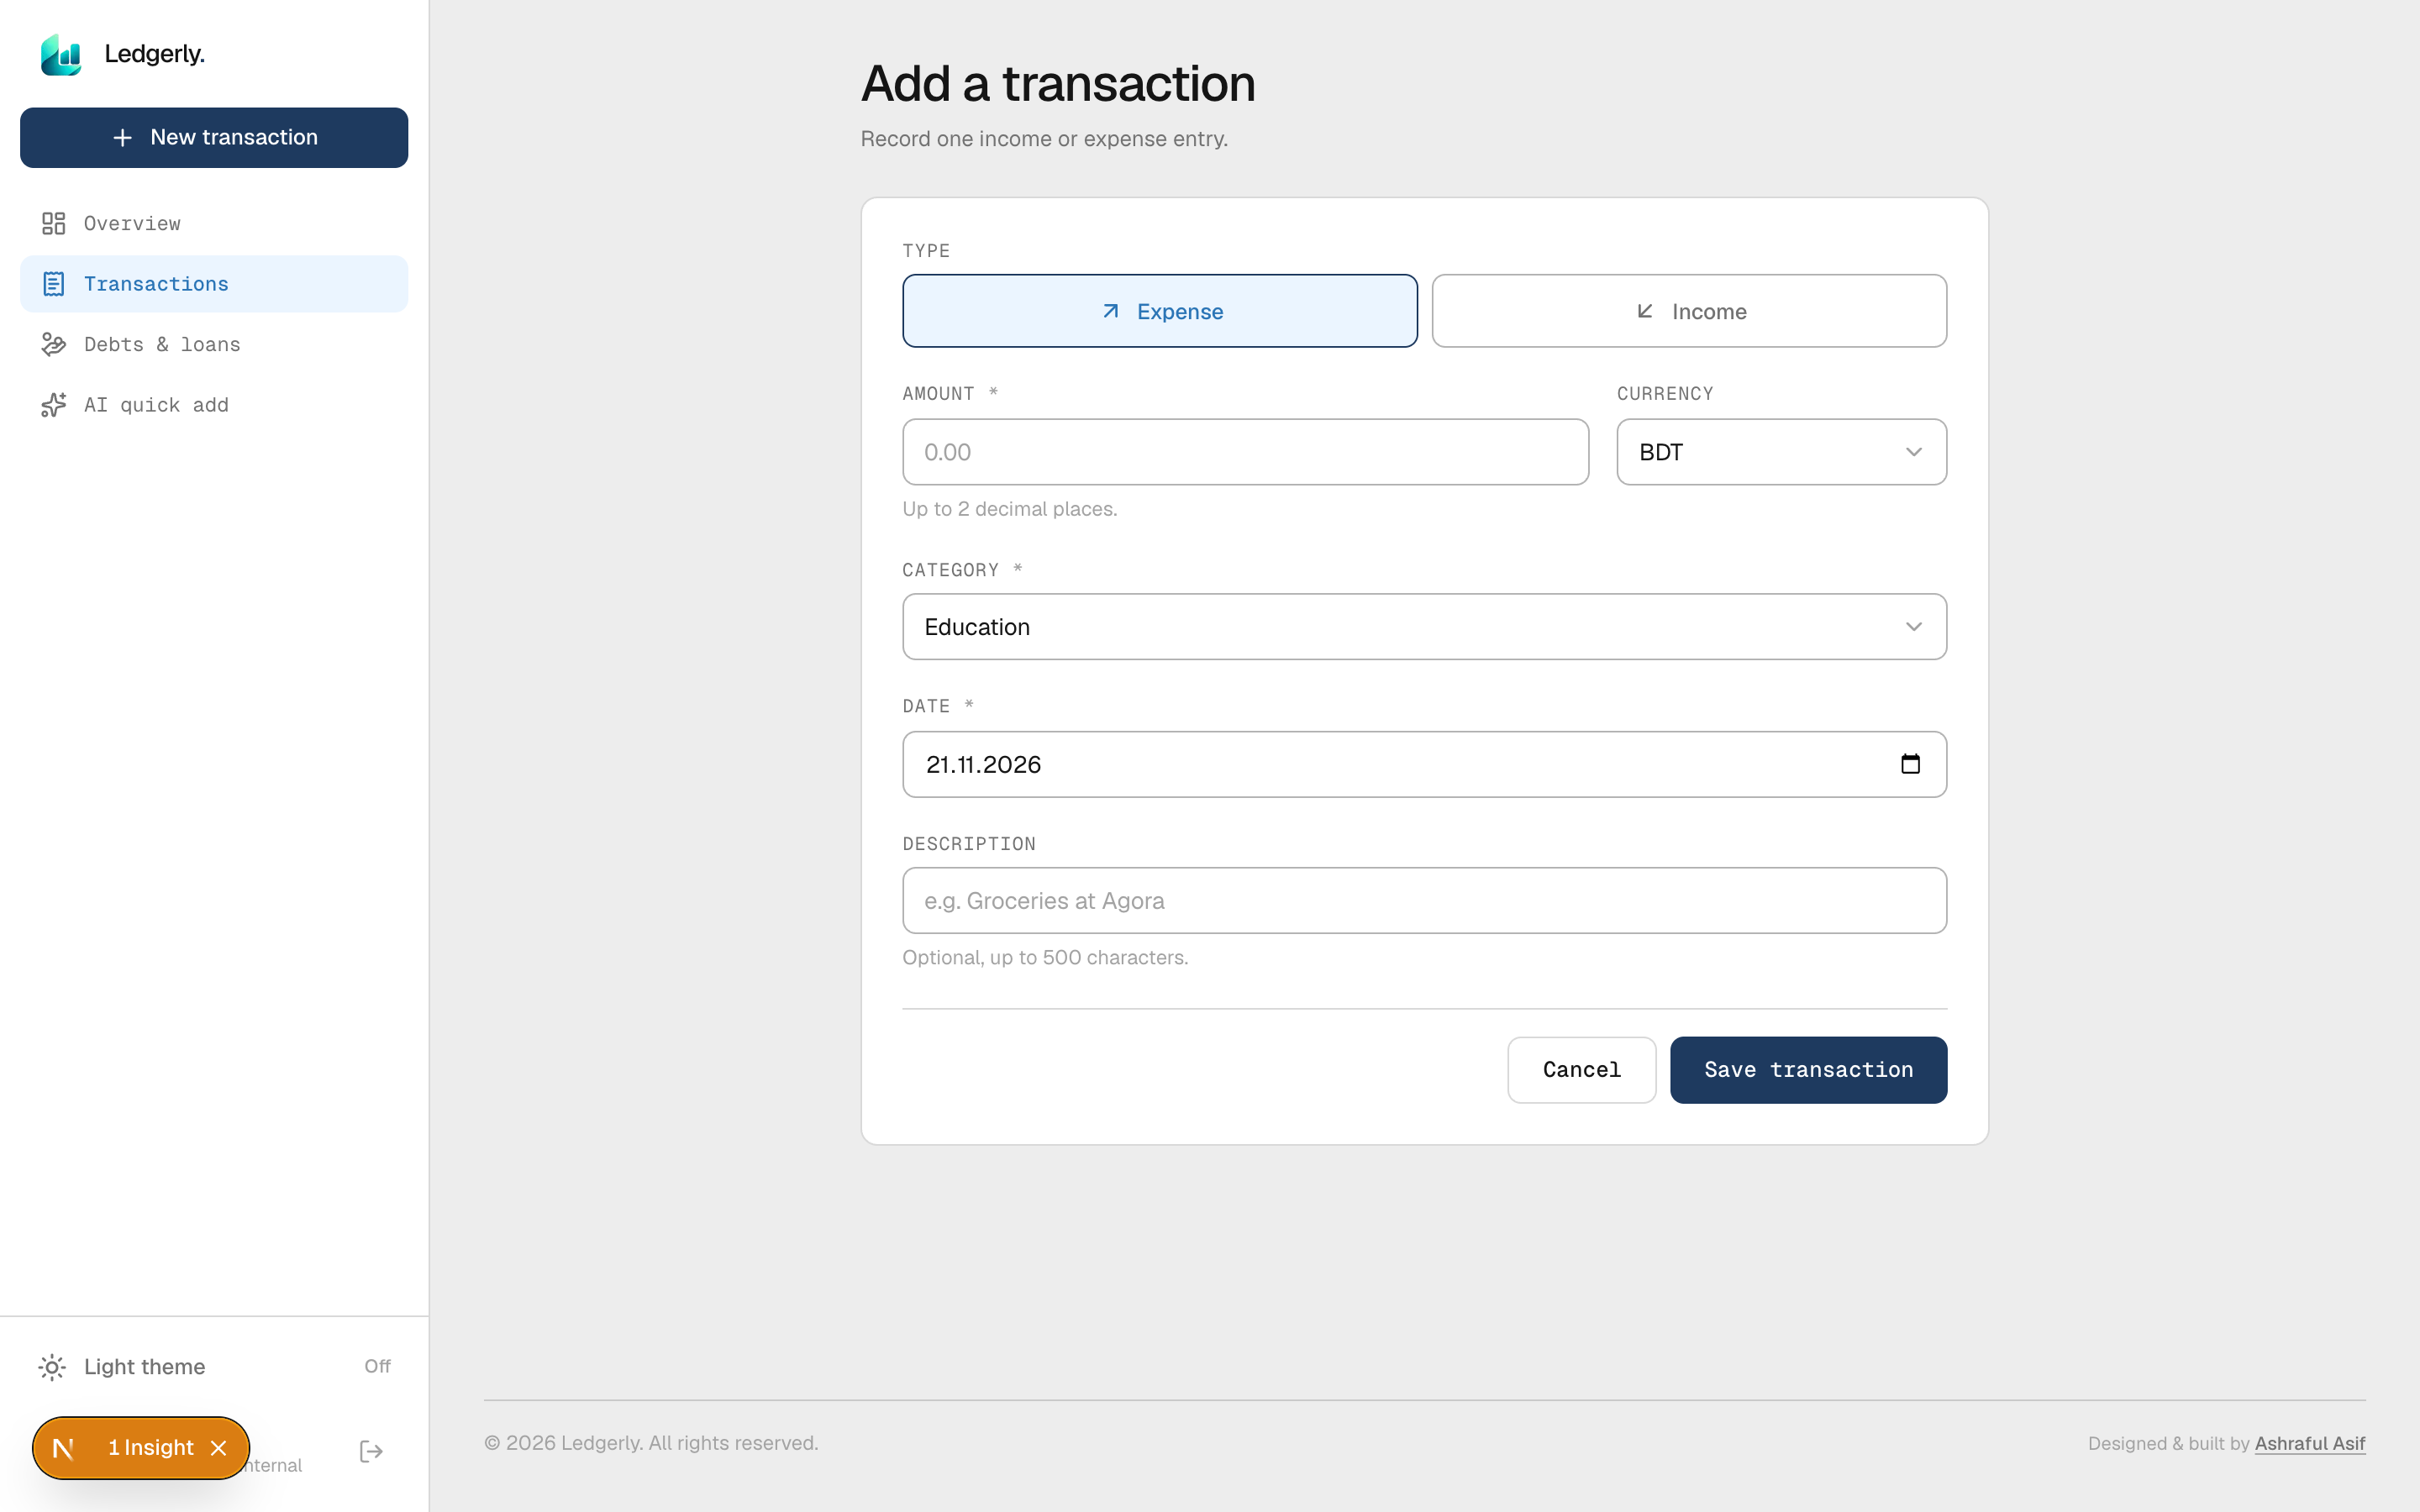 Ledgerly.
New transaction
Overview
Transactions
Debts & loans
AI quick add
Light theme
Off
1 Insight
Add a transaction
Record one income or expense entry.
TYPE
Expense
Income
AMOUNT *
CURRENCY
0.00
BDT
Up to 2 decimal places.
CATEGORY *
Education
DATE *
21.11.2026
DESCRIPTION
e.g. Groceries at Agora
Optional, up to 500 characters.
Cancel
Save transaction
© 2026 Ledgerly. All rights reserved.
Designed & built by Ashraful Asif